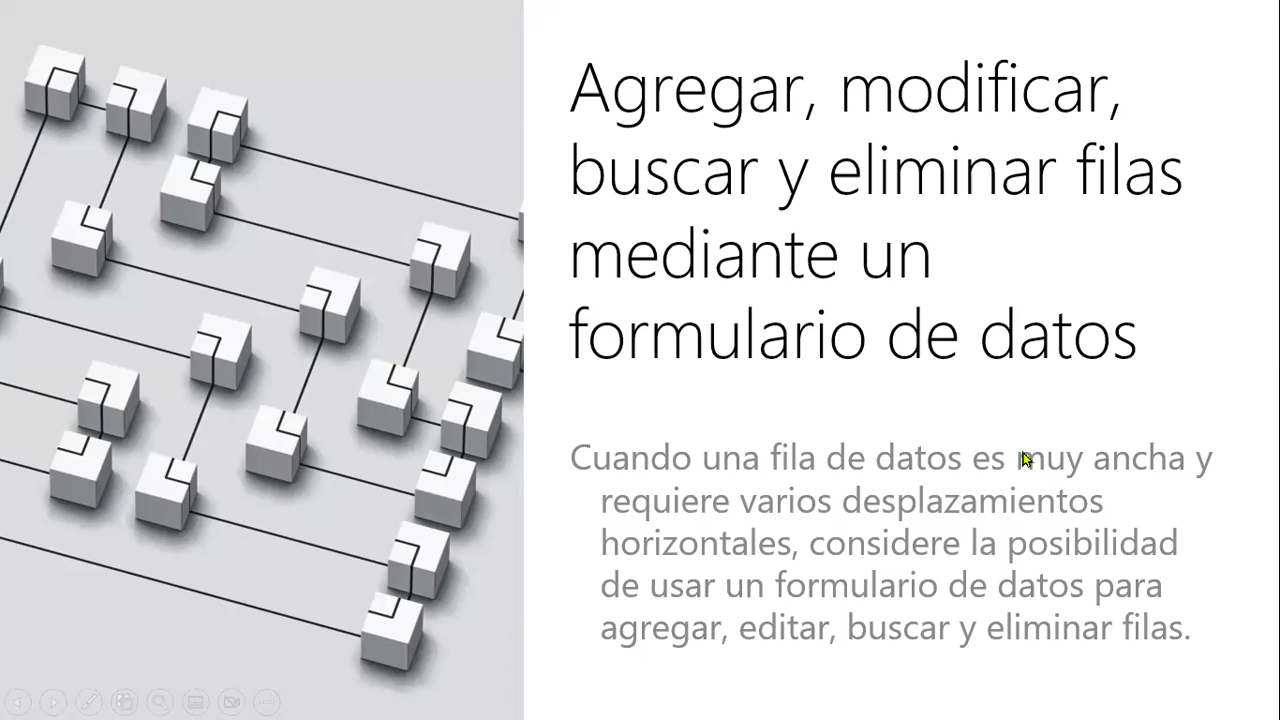 Agregar, modificar,
buscar y eliminar filas
mediante un
formulario de datos
Cuando una fila de datos es muy ancha y
requiere varios desplazamientos
horizontales, considere la posibilidad
de usar un formulario de datos para
agregar, editar, buscar y eliminar filas.